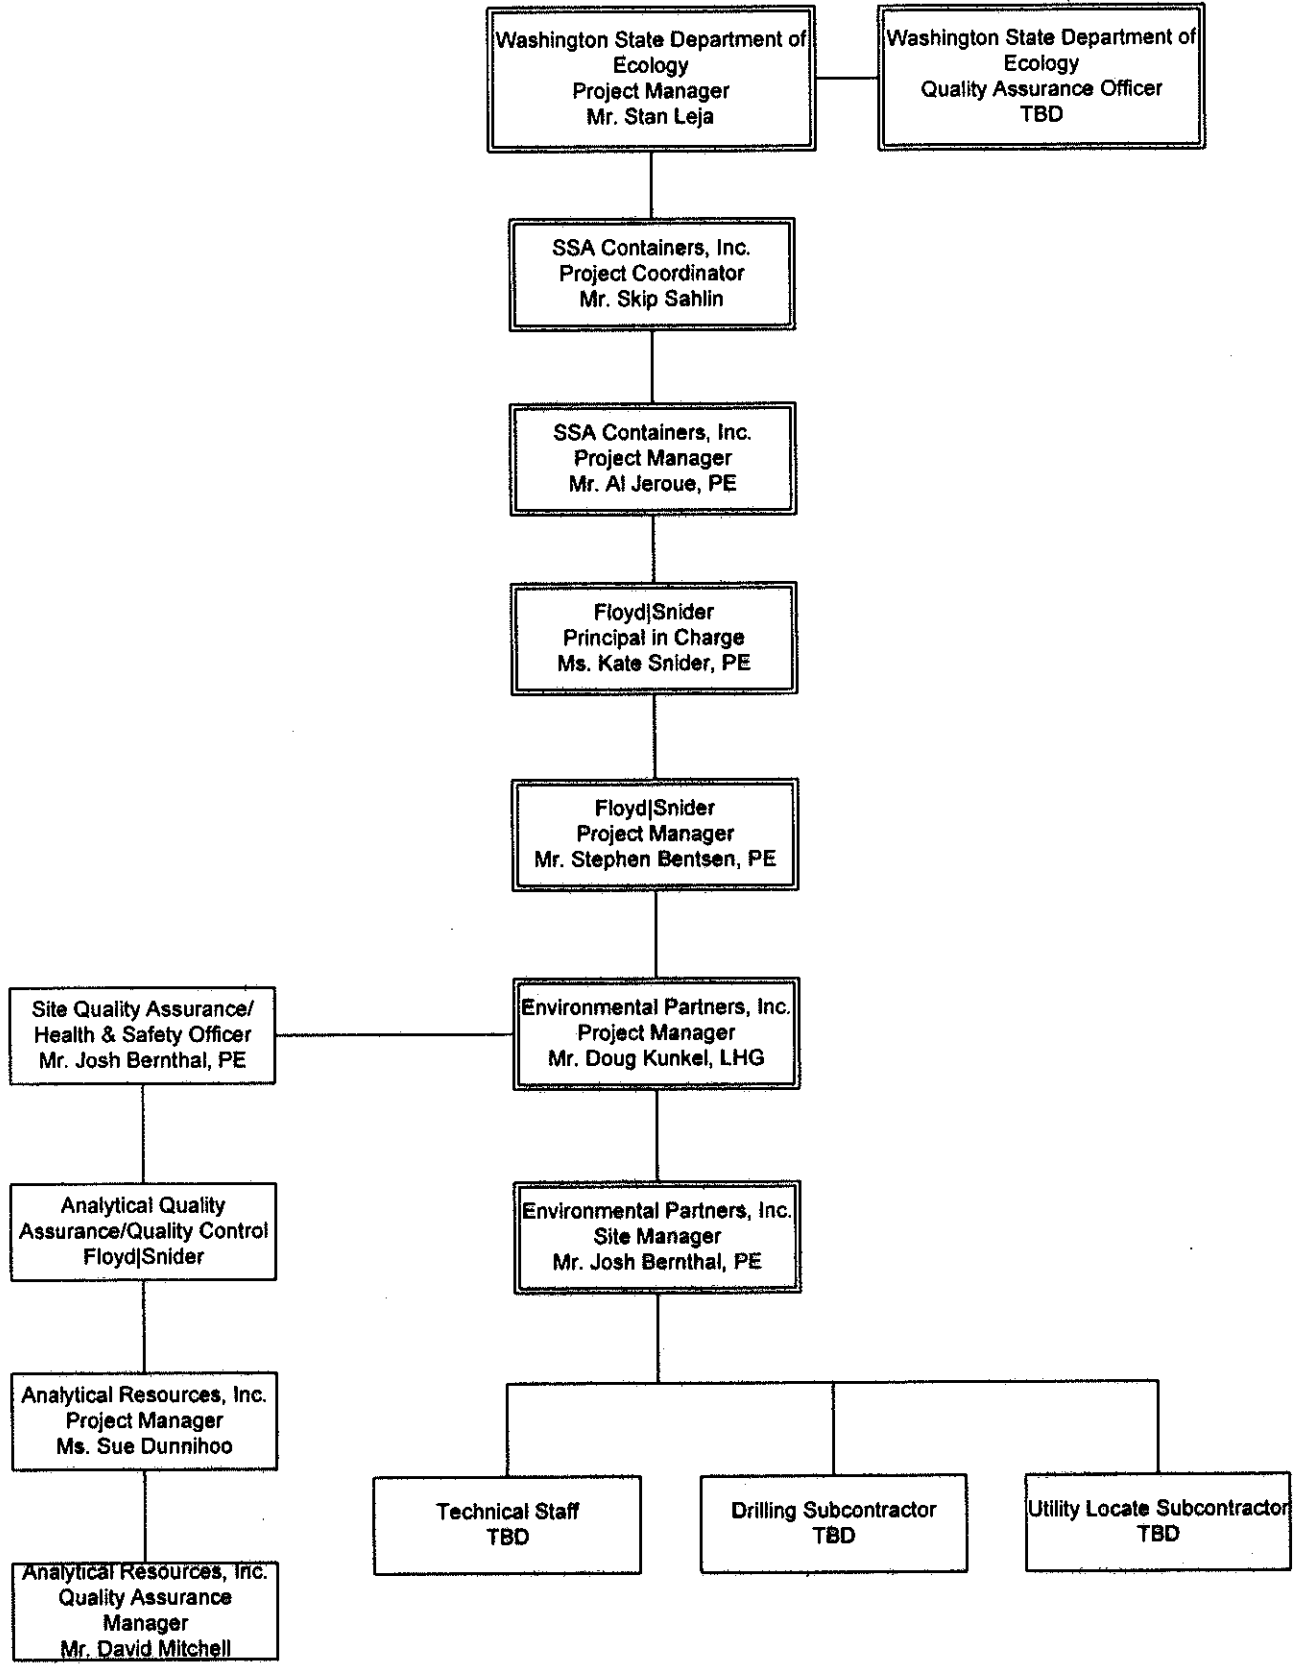 Washington State Department of
Ecology
Project Manager
Mr. Stan Leja
Washington State Department of
Ecology
Quality Assurance Officer
TBD
SSA Containers, Inc.
Project Coordinator
Mr. Skip Sahlin
SSA Containers, Inc.
Project Manager
Mr. Al Jeroue, PE
Floyd|Snider
Principal in Charge
Ms. Kate Snider, PE
Floyd|Snider
Project Manager
Mr. Stephen Bentsen, PE
Site Quality Assurance/
Health & Safety Officer
Mr. Josh Bernthal, PE
Environmental Partners, Inc.
Project Manager
Mr. Doug Kunkel, LHG
Analytical Quality
Assurance/Quality Control
Floyd|Snider
Environmental Partners, Inc.
Site Manager
Mr. Josh Bernthal, PE
Analytical Resources, Inc.
Project Manager
Ms. Sue Dunnihoo
Technical Staff
TBD
Drilling Subcontractor
TBD
Utility Locate Subcontractor
TBD
Analytical Resources, Inc.
Quality Assurance
Manager
Mr. David Mitchell